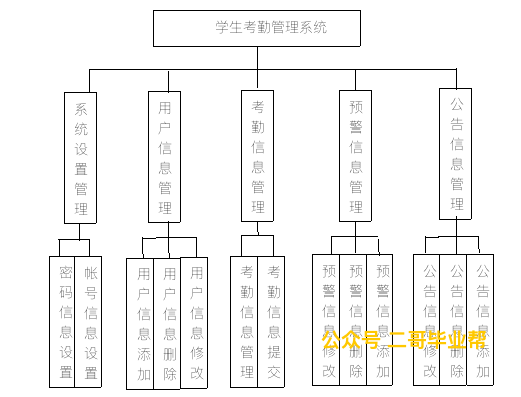 学生考勤管理系统
系统设置管理
用户信息管理
考勤信息管理
预警信息管理
公告信息管理
密码信息设置
帐号信息设置
用户信息添加
用户信息删除
用户信息修改
考勤信息管理
考勤信息提交
预警信息修改
预警信息删除
预警信息添加
公告信息修改
公告信息删除
公告信息添加
公众号:二哥毕业帮